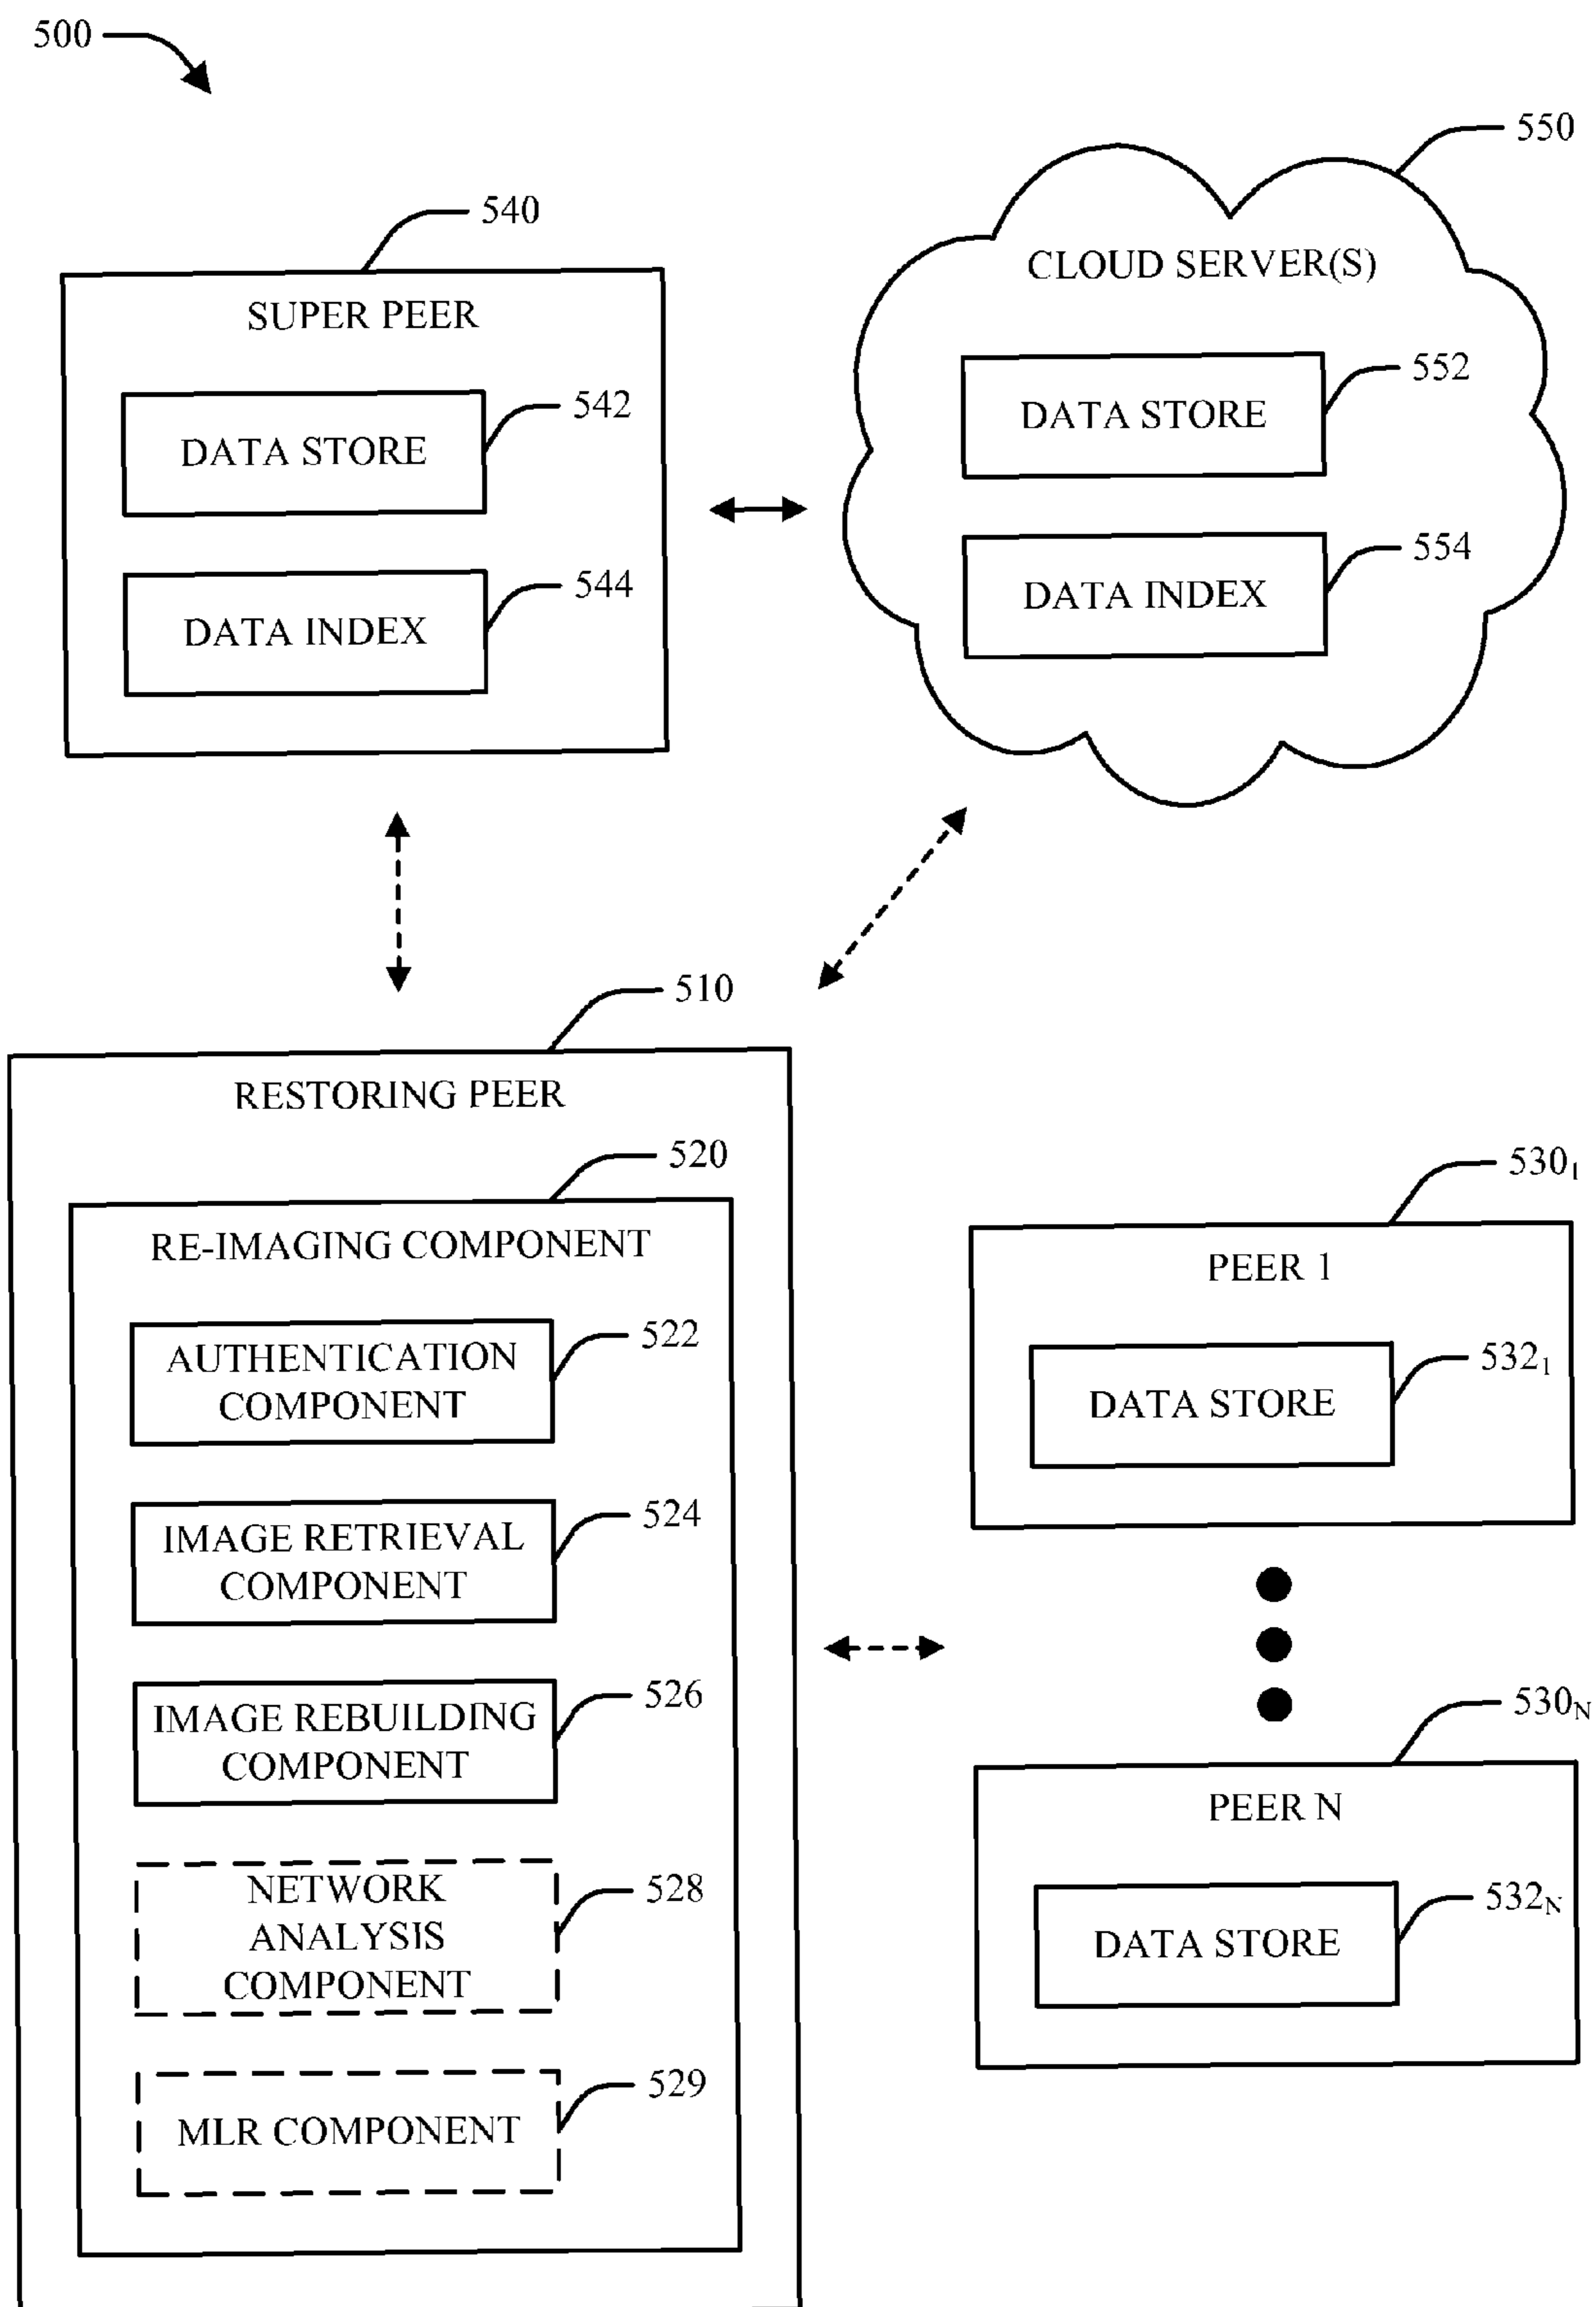 500
550
540
CLOUD SERVER(S)
SUPER PEER
552
DATA STORE
542
DATA STORE
554
DATA INDEX
544
DATA INDEX
510
RESTORING PEER
520
RE-IMAGING COMPONENT
522
AUTHENTICATION
COMPONENT
524
IMAGE RETRIEVAL
COMPONENT
526
IMAGE REBUILDING
COMPONENT
528
NETWORK
ANALYSIS
COMPONENT
529
MLR COMPONENT
530₁
PEER 1
532₁
DATA STORE
530N
PEER N
532N
DATA STORE